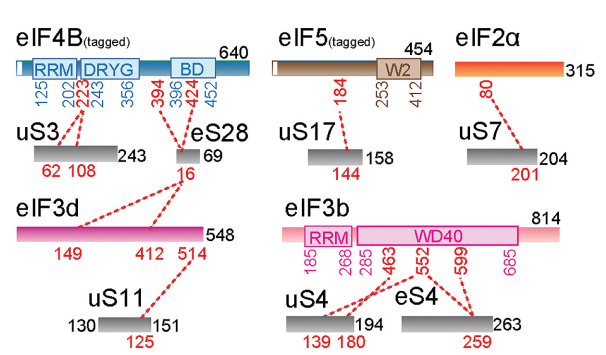 eIF4B(tagged) 640
RRM DRYG BD
125 202 223 243 356 394 396 424 452
eIF5(tagged) 454
W2
184 253 412
eIF2α
315
80
uS3 243
62 108
eS28 69
16
uS17 158
144
uS7 204
201
eIF3d 548
149 412 514
eIF3b 814
RRM WD40
185 268 285 463 552 599 685
uS11
130 151
125
uS4 194
139 180
eS4 263
259